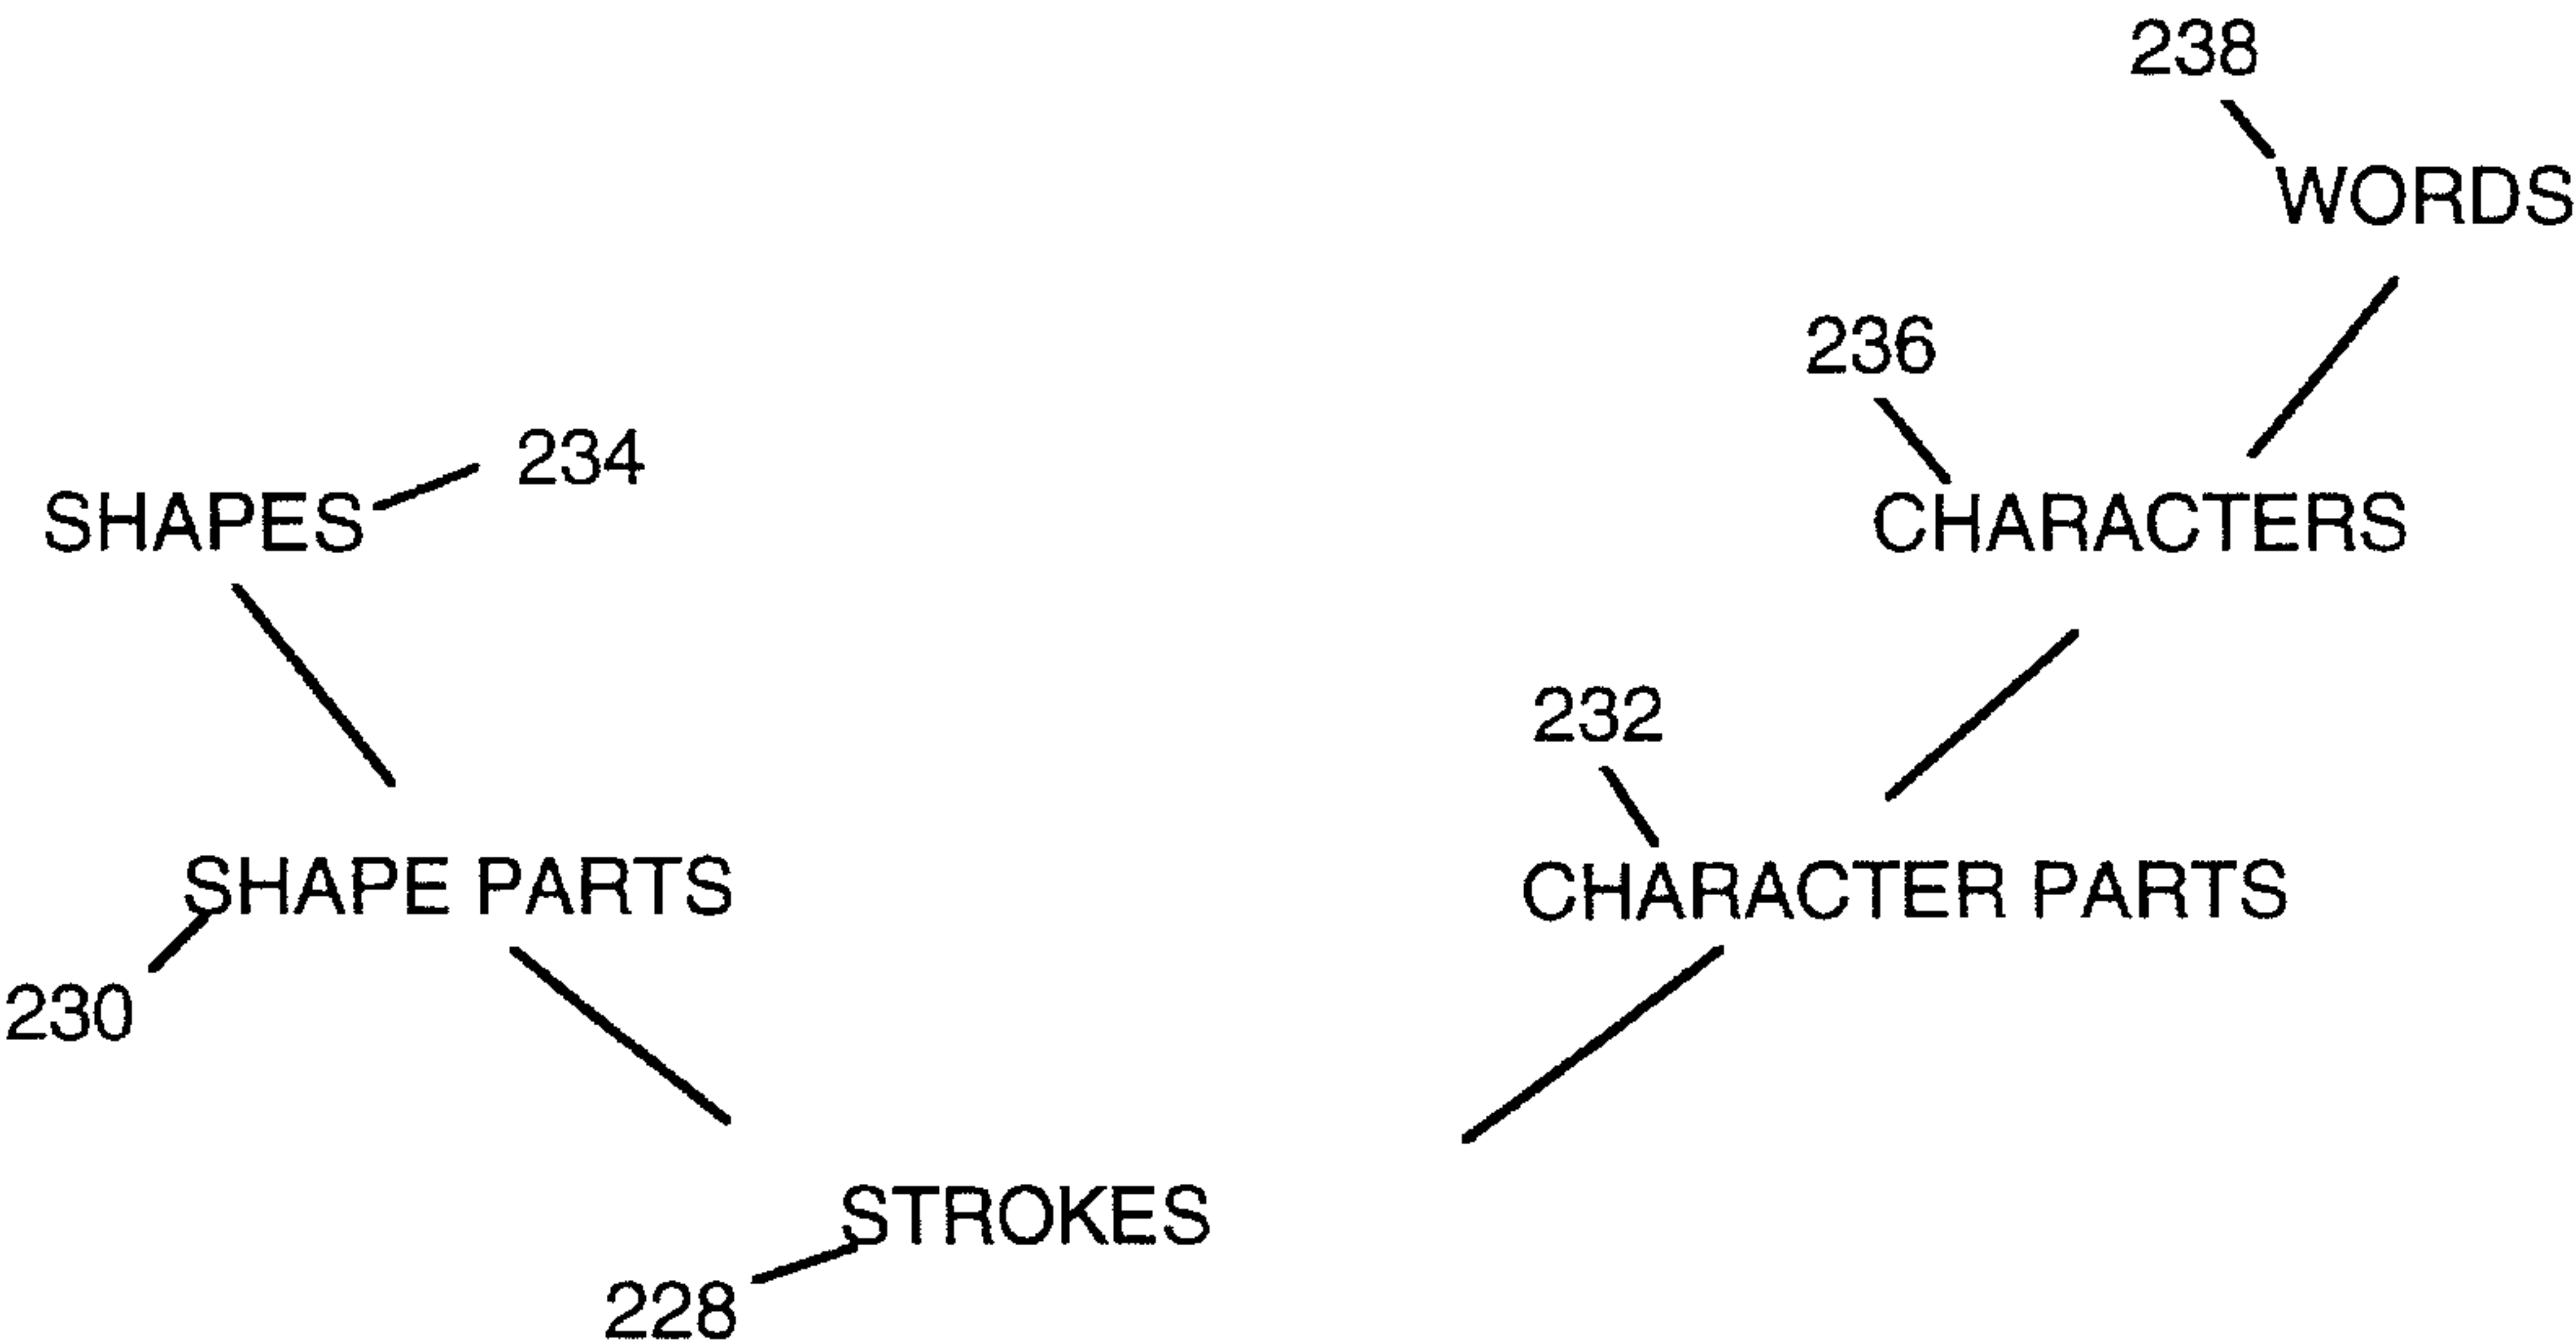 238
WORDS
236
234
SHAPES
CHARACTERS
232
SHAPE PARTS
CHARACTER PARTS
230
STROKES
228